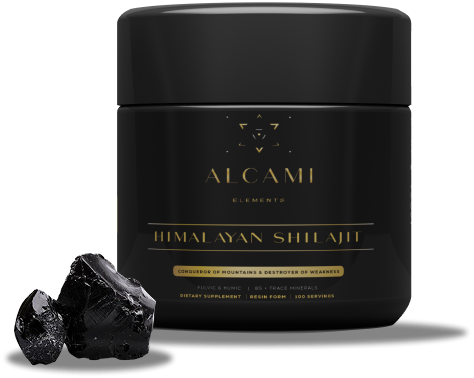 ALCAMI
ELEMENTS
HIMALAYAN SHILAJIT
CONQUEROR OF MOUNTAINS & DESTROYER OF WEAKNESS
FULVIC & HUMIC | 85+ TRACE MINERALS
DIETARY SUPPLEMENT | RESIN FORM | 100 SERVINGS